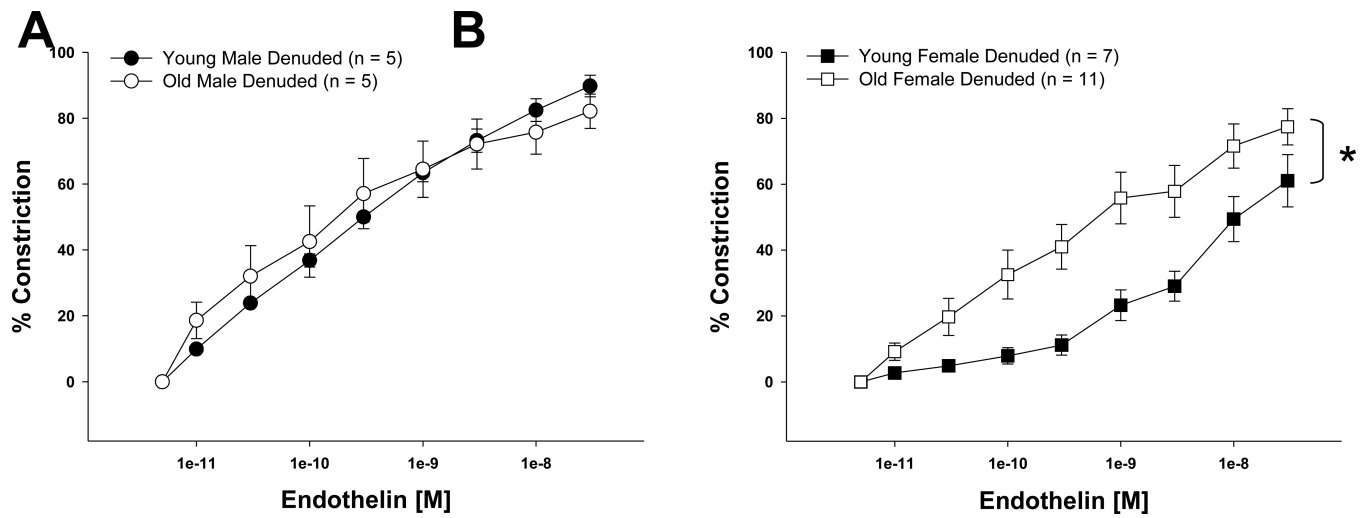 A
B
Young Male Denuded (n = 5)
Old Male Denuded (n = 5)
100
80
60
40
20
0
% Constriction
1e-11 1e-10 1e-9 1e-8
Endothelin [M]
Young Female Denuded (n = 7)
Old Female Denuded (n = 11)
100
80
60
40
20
0
% Constriction
*
1e-11 1e-10 1e-9 1e-8
Endothelin [M]